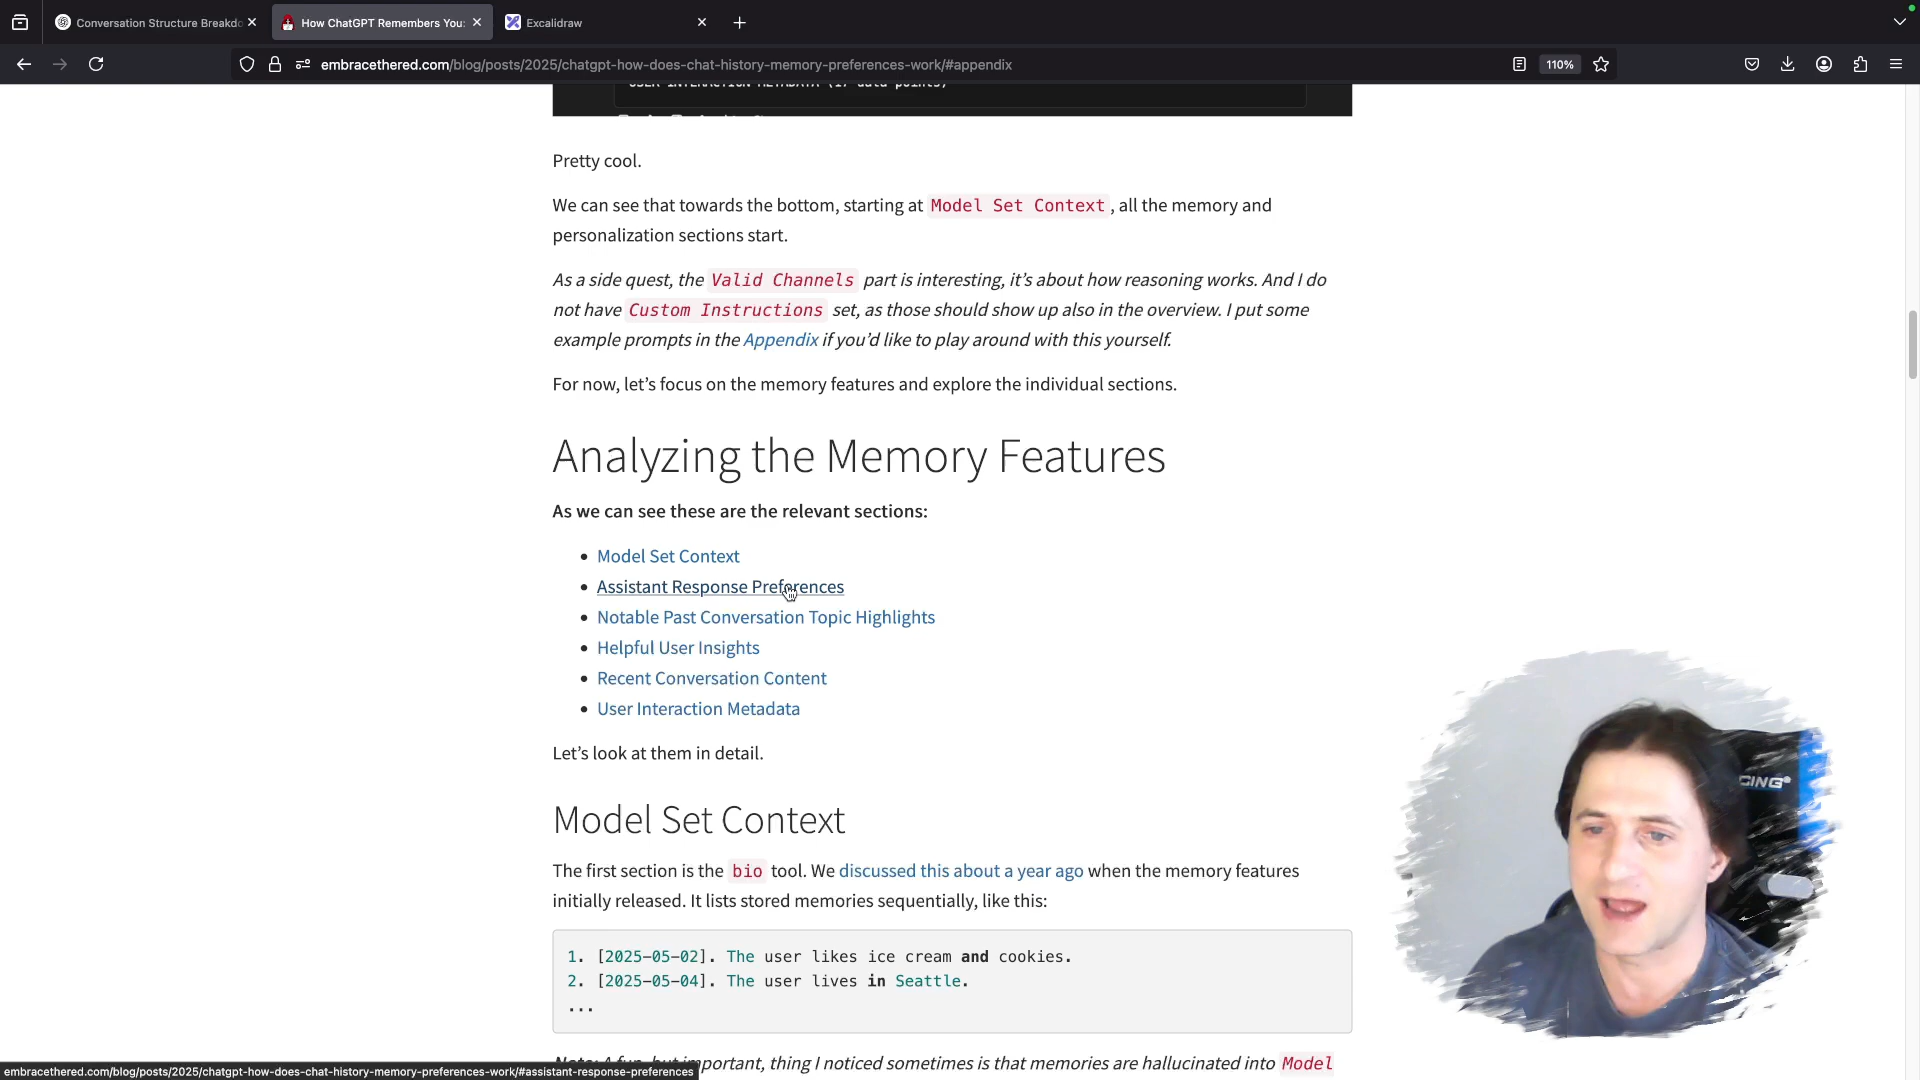 Conversation Structure Breakdo
How ChatGPT Remembers You:
Excalidraw
embracethered.com/blog/posts/2025/chatgpt-how-does-chat-history-memory-preferences-work/#appendix
110%
Pretty cool.
We can see that towards the bottom, starting at Model Set Context, all the memory and
personalization sections start.
As a side quest, the Valid Channels part is interesting, it's about how reasoning works. And I do
not have Custom Instructions set, as those should show up also in the overview. I put some
example prompts in the Appendix if you'd like to play around with this yourself.
For now, let's focus on the memory features and explore the individual sections.
Analyzing the Memory Features
As we can see these are the relevant sections:
• Model Set Context
• Assistant Response Preferences
• Notable Past Conversation Topic Highlights
• Helpful User Insights
• Recent Conversation Content
• User Interaction Metadata
Let's look at them in detail.
Model Set Context
The first section is the bio tool. We discussed this about a year ago when the memory features
initially released. It lists stored memories sequentially, like this:
CING
1. [2025-05-02]. The user likes ice cream and cookies.
2. [2025-05-04]. The user lives in Seattle.
...
Note: A fun, but important, thing I noticed sometimes is that memories are hallucinated into Model
embracethered.com/blog/posts/2025/chatgpt-how-does-chat-history-memory-preferences-work/#assistant-response-preferences